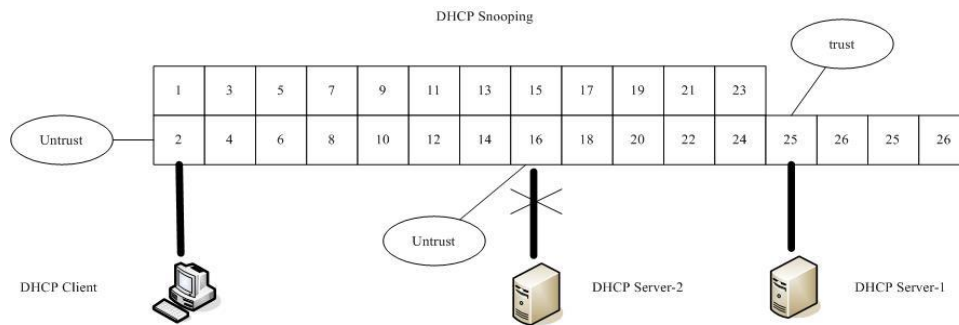 DHCP Snooping
trust
1 3 5 7 9 11 13 15 17 19 21 23
Untrust
2 4 6 8 10 12 14 16 18 20 22 24 25 26 25 26
Untrust
DHCP Client
DHCP Server-2
DHCP Server-1